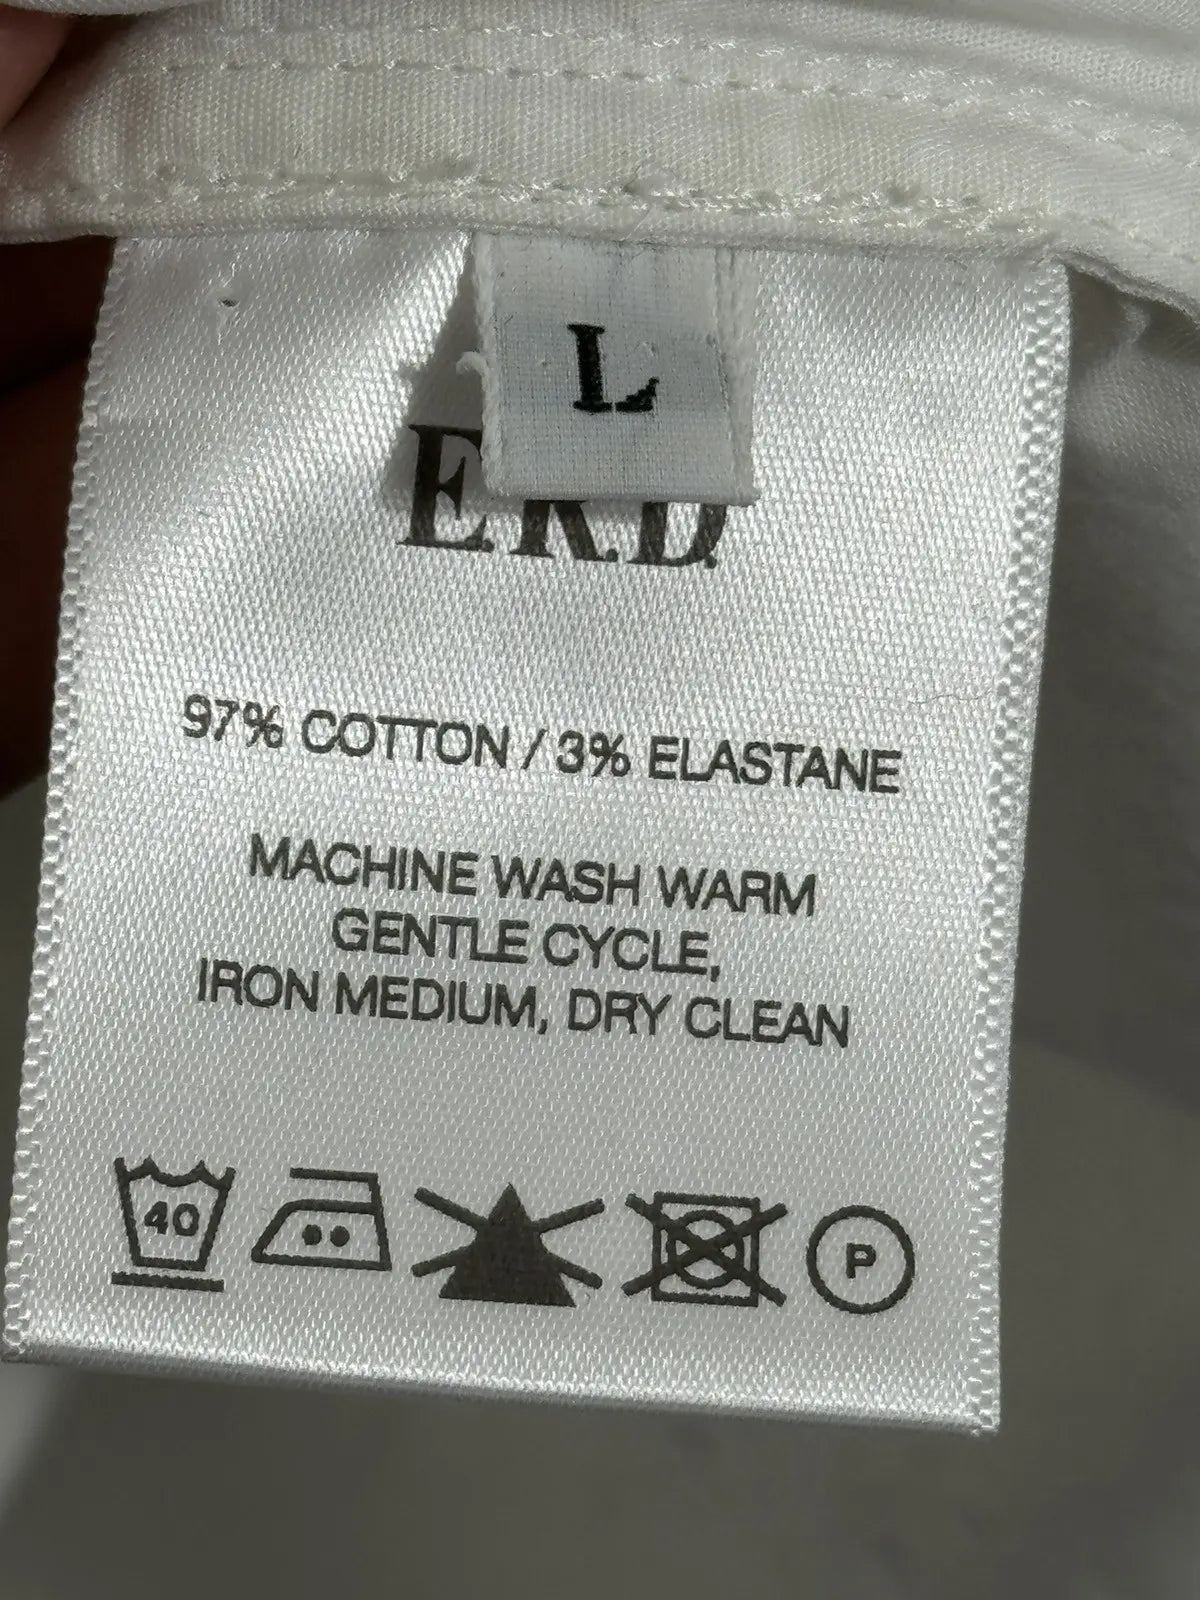 L
E.R.D.
97% COTTON / 3% ELASTANE
MACHINE WASH WARM
GENTLE CYCLE,
IRON MEDIUM, DRY CLEAN
40
P